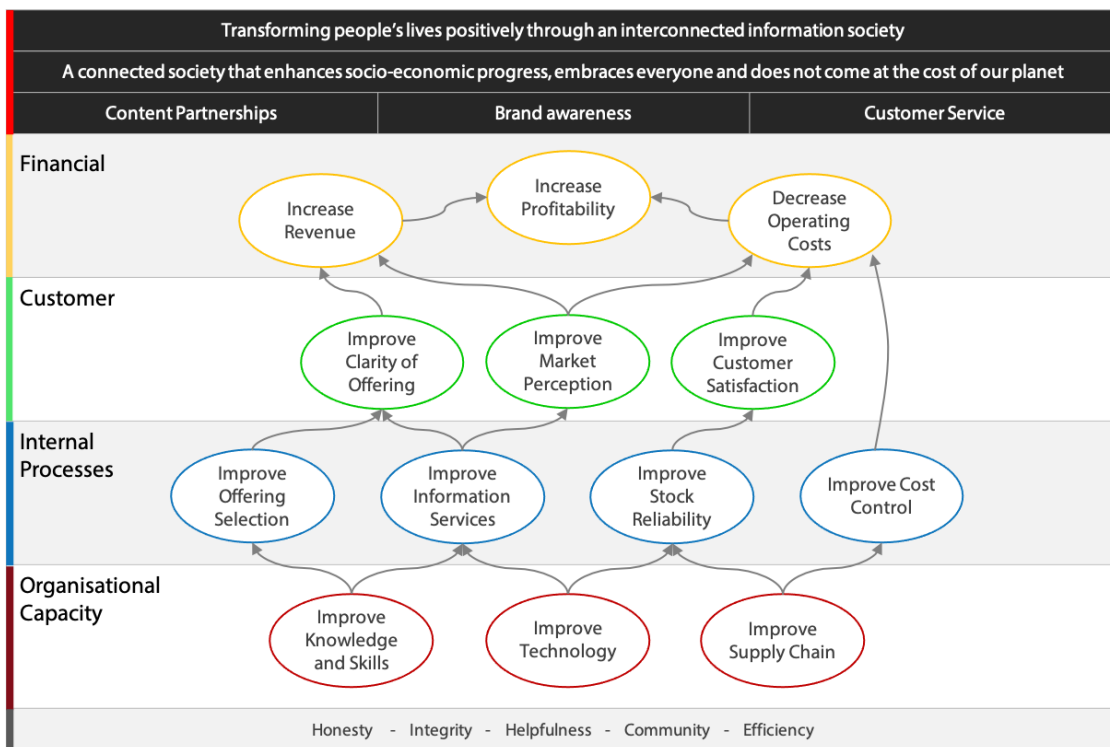 Transforming people’s lives positively through an interconnected information society
A connected society that enhances socio-economic progress, embraces everyone and does not come at the cost of our planet
Content Partnerships
Brand awareness
Customer Service
Financial
Increase
Revenue
Increase
Profitability
Decrease
Operating
Costs
Customer
Improve
Clarity of
Offering
Improve
Market
Perception
Improve
Customer
Satisfaction
Internal
Processes
Improve
Offering
Selection
Improve
Information
Services
Improve
Stock
Reliability
Improve Cost
Control
Organisational
Capacity
Improve
Knowledge
and Skills
Improve
Technology
Improve
Supply Chain
Honesty - Integrity - Helpfulness - Community - Efficiency